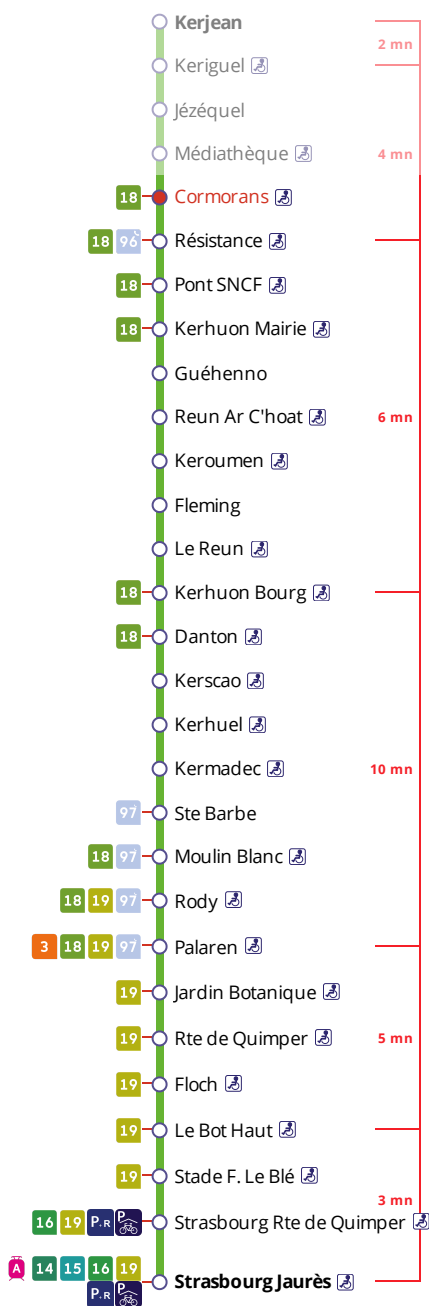 Kerjean
2 mn
Keriguel
Jézéquel
Médiathèque 4 mn
18 Cormorans
18 96 Résistance
18 Pont SNCF
18 Kerhuon Mairie
Guéhenno
Reun Ar C'hoat 6 mn
Keroumen
Fleming
Le Reun
18 Kerhuon Bourg
18 Danton
Kerscao
Kerhuel
Kermadec 10 mn
97 Ste Barbe
18 97 Moulin Blanc
18 19 97 Rody
3 18 19 97 Palaren
19 Jardin Botanique
19 Rte de Quimper 5 mn
19 Floch
19 Le Bot Haut
19 Stade F. Le Blé
3 mn
16 19 P.R P Strasbourg Rte de Quimper
A 14 15 16 19
Strasbourg Jaurès
P.R P